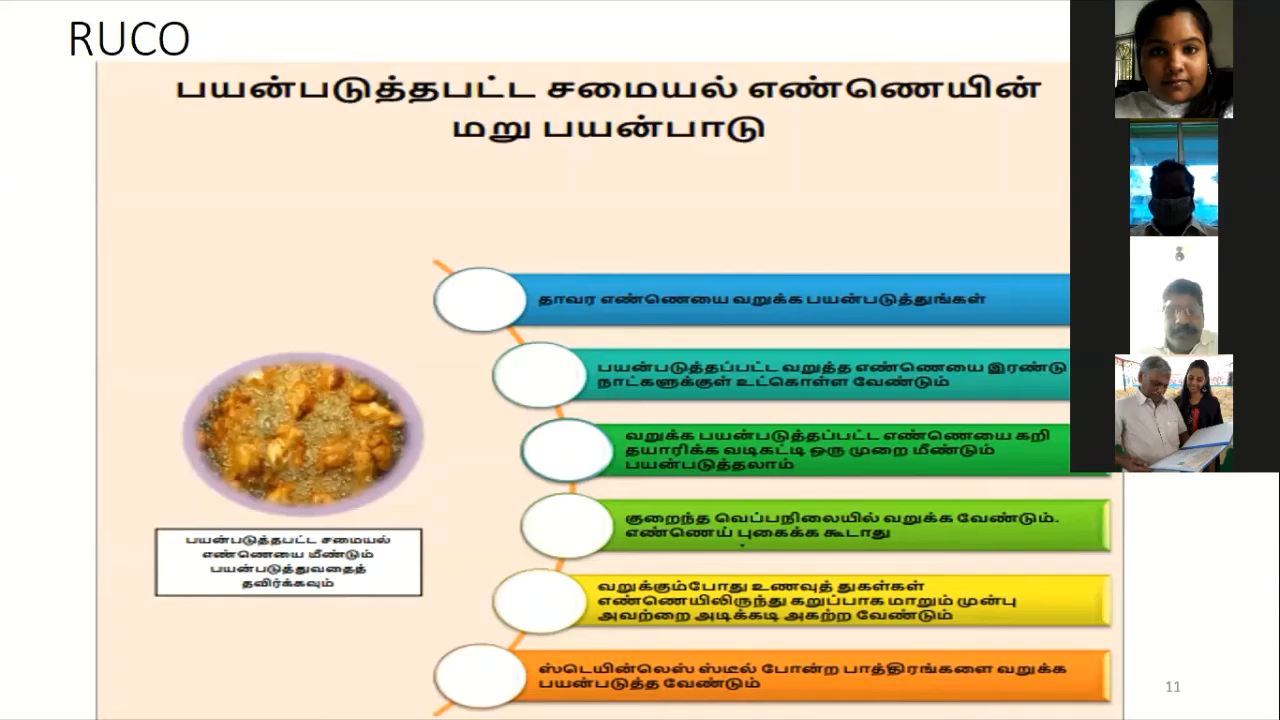 RUCO
பயன்படுத்தபட்ட சமையல் எண்ணெயின்
மறு பயன்பாடு
தாவர எண்ணெயை வறுக்க பயன்படுத்துங்கள்
பயன்படுத்தப்பட்ட வறுத்த எண்ணெயை இரண்டு
நாட்களுக்குள் உட்கொள்ள வேண்டும்
வறுக்க பயன்படுத்தப்பட்ட எண்ணெயை கறி
தயாரிக்க வடிகட்டி ஒரு முறை மீண்டும்
பயன்படுத்தலாம்
குறைந்த வெப்பநிலையில் வறுக்க வேண்டும்.
எண்ணெய் புகைக்க கூடாது
வறுக்கும்போது உணவுத் துகள்கள்
எண்ணெயிலிருந்து கறுப்பாக மாறும் முன்பு
அவற்றை அடிக்கடி அகற்ற வேண்டும்
ஸ்டெயின்லெஸ் ஸ்டீல் போன்ற பாத்திரங்களை வறுக்க
பயன்படுத்த வேண்டும்
பயன்படுத்தபட்ட சமையல்
எண்ணெயை மீண்டும்
பயன்படுத்துவதைத்
தவிர்க்கவும்
11